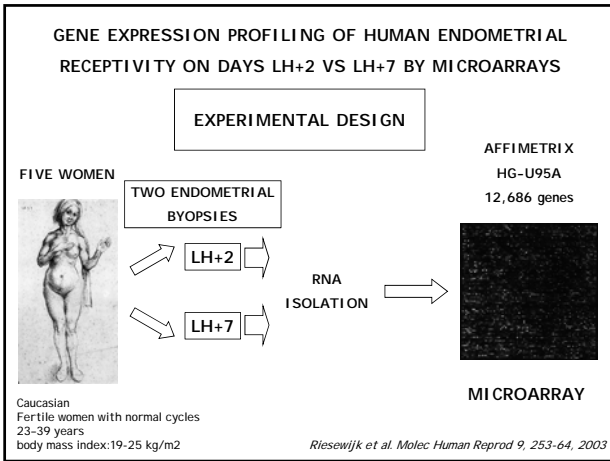 GENE EXPRESSION PROFILING OF HUMAN ENDOMETRIAL
RECEPTIVITY ON DAYS LH+2 VS LH+7 BY MICROARRAYS
EXPERIMENTAL DESIGN
FIVE WOMEN
TWO ENDOMETRIAL
BYOPSIES
LH+2
LH+7
RNA
ISOLATION
AFFIMETRIX
HG-U95A
12,686 genes
MICROARRAY
Caucasian
Fertile women with normal cycles
23-39 years
body mass index:19-25 kg/m2
Riesewijk et al. Molec Human Reprod 9, 253-64, 2003